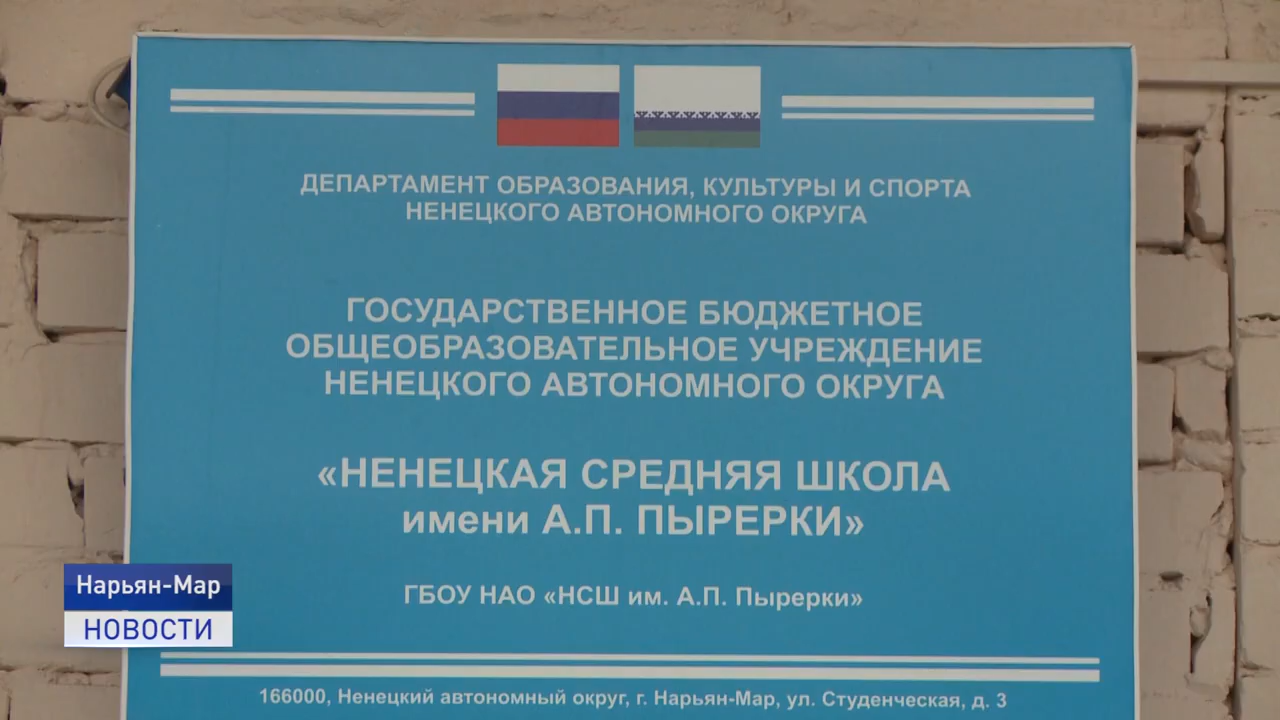 ДЕПАРТАМЕНТ ОБРАЗОВАНИЯ, КУЛЬТУРЫ И СПОРТА
НЕНЕЦКОГО АВТОНОМНОГО ОКРУГА
ГОСУДАРСТВЕННОЕ БЮДЖЕТНОЕ
ОБЩЕОБРАЗОВАТЕЛЬНОЕ УЧРЕЖДЕНИЕ
НЕНЕЦКОГО АВТОНОМНОГО ОКРУГА
«НЕНЕЦКАЯ СРЕДНЯЯ ШКОЛА
имени А.П. ПЫРЕРКИ»
ГБОУ НАО «НСШ им. А.П. Пырерки»
Нарьян-Мар
НОВОСТИ
166000, Ненецкий автономный округ, г. Нарьян-Мар, ул. Студенческая, д. 3